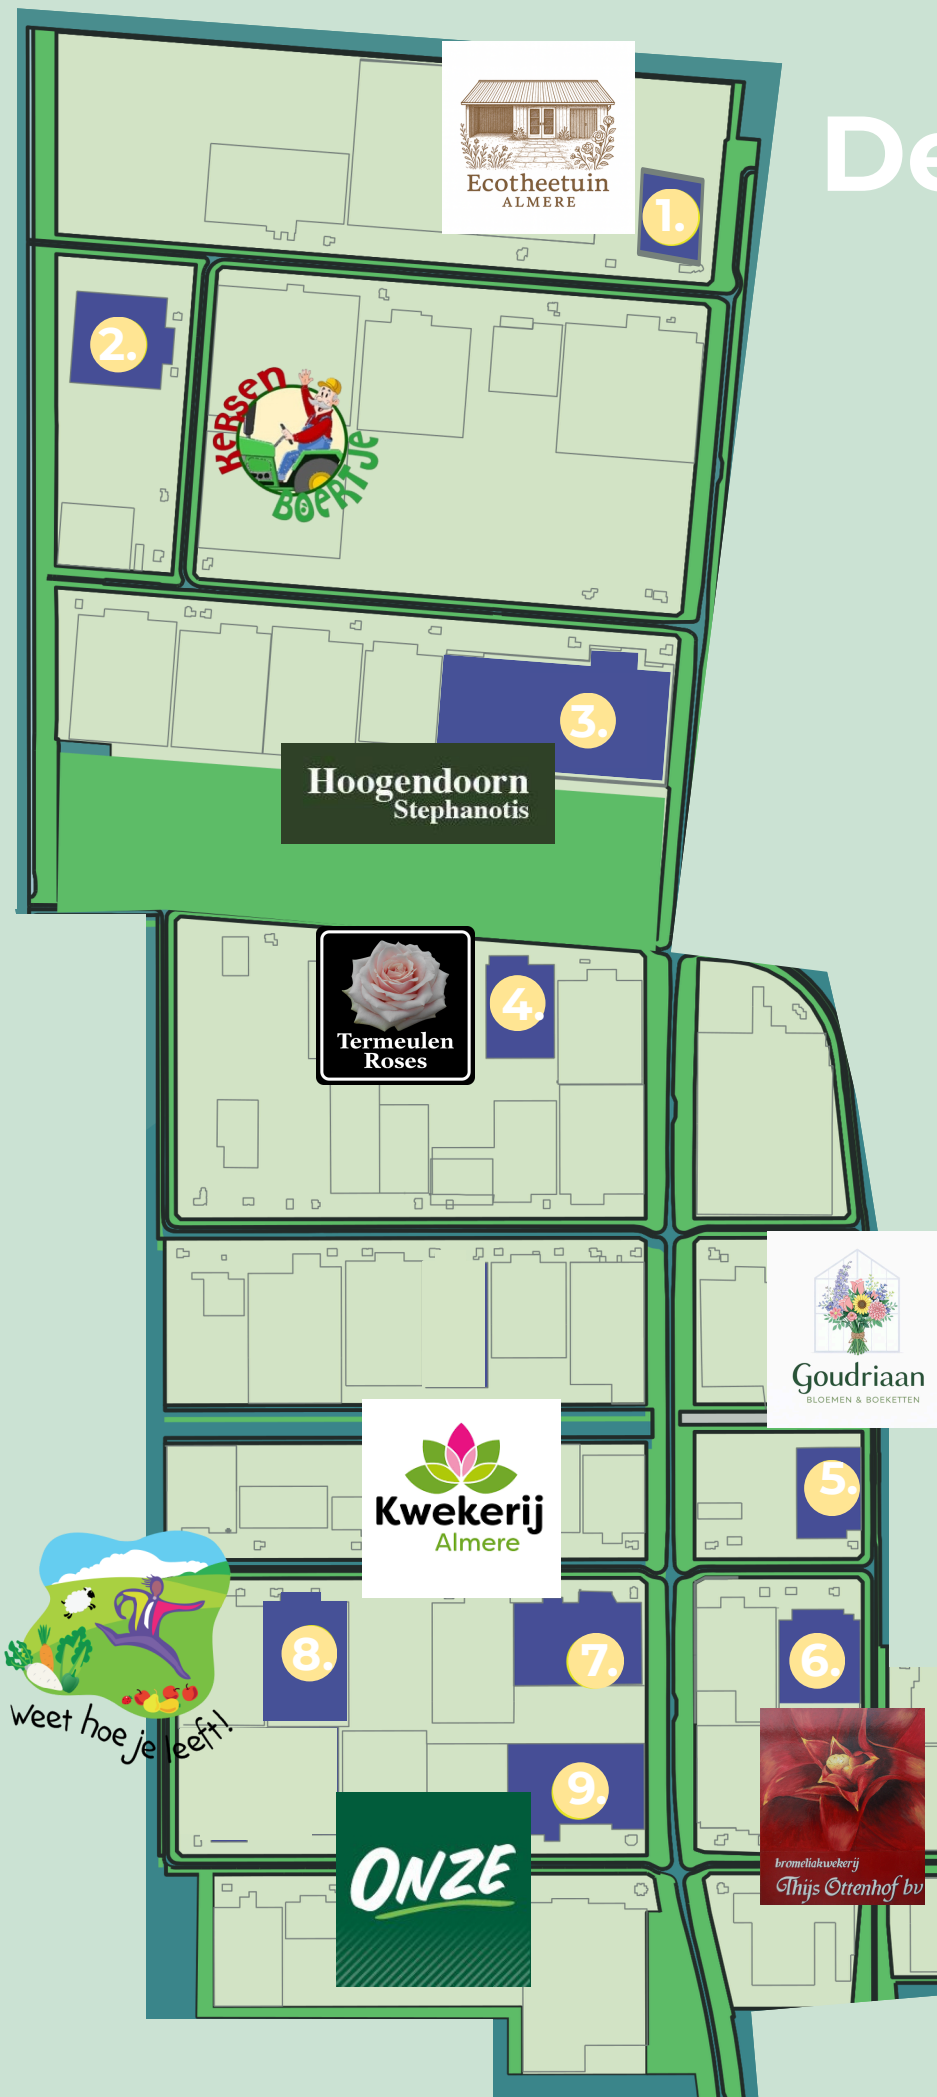 De
Ecotheetuin
ALMERE
1.
2.
KERSEN
BOERTJE
3.
Hoogendoorn
Stephanotis
4.
Termeulen
Roses
Goudriaan
BLOEMEN & BOEKETTEN
Kwekerij
Almere
5.
weet hoe je leeft!
8.
7.
6.
9.
ONZE
bromeliakwekerij
Thijs Ottenhof bv